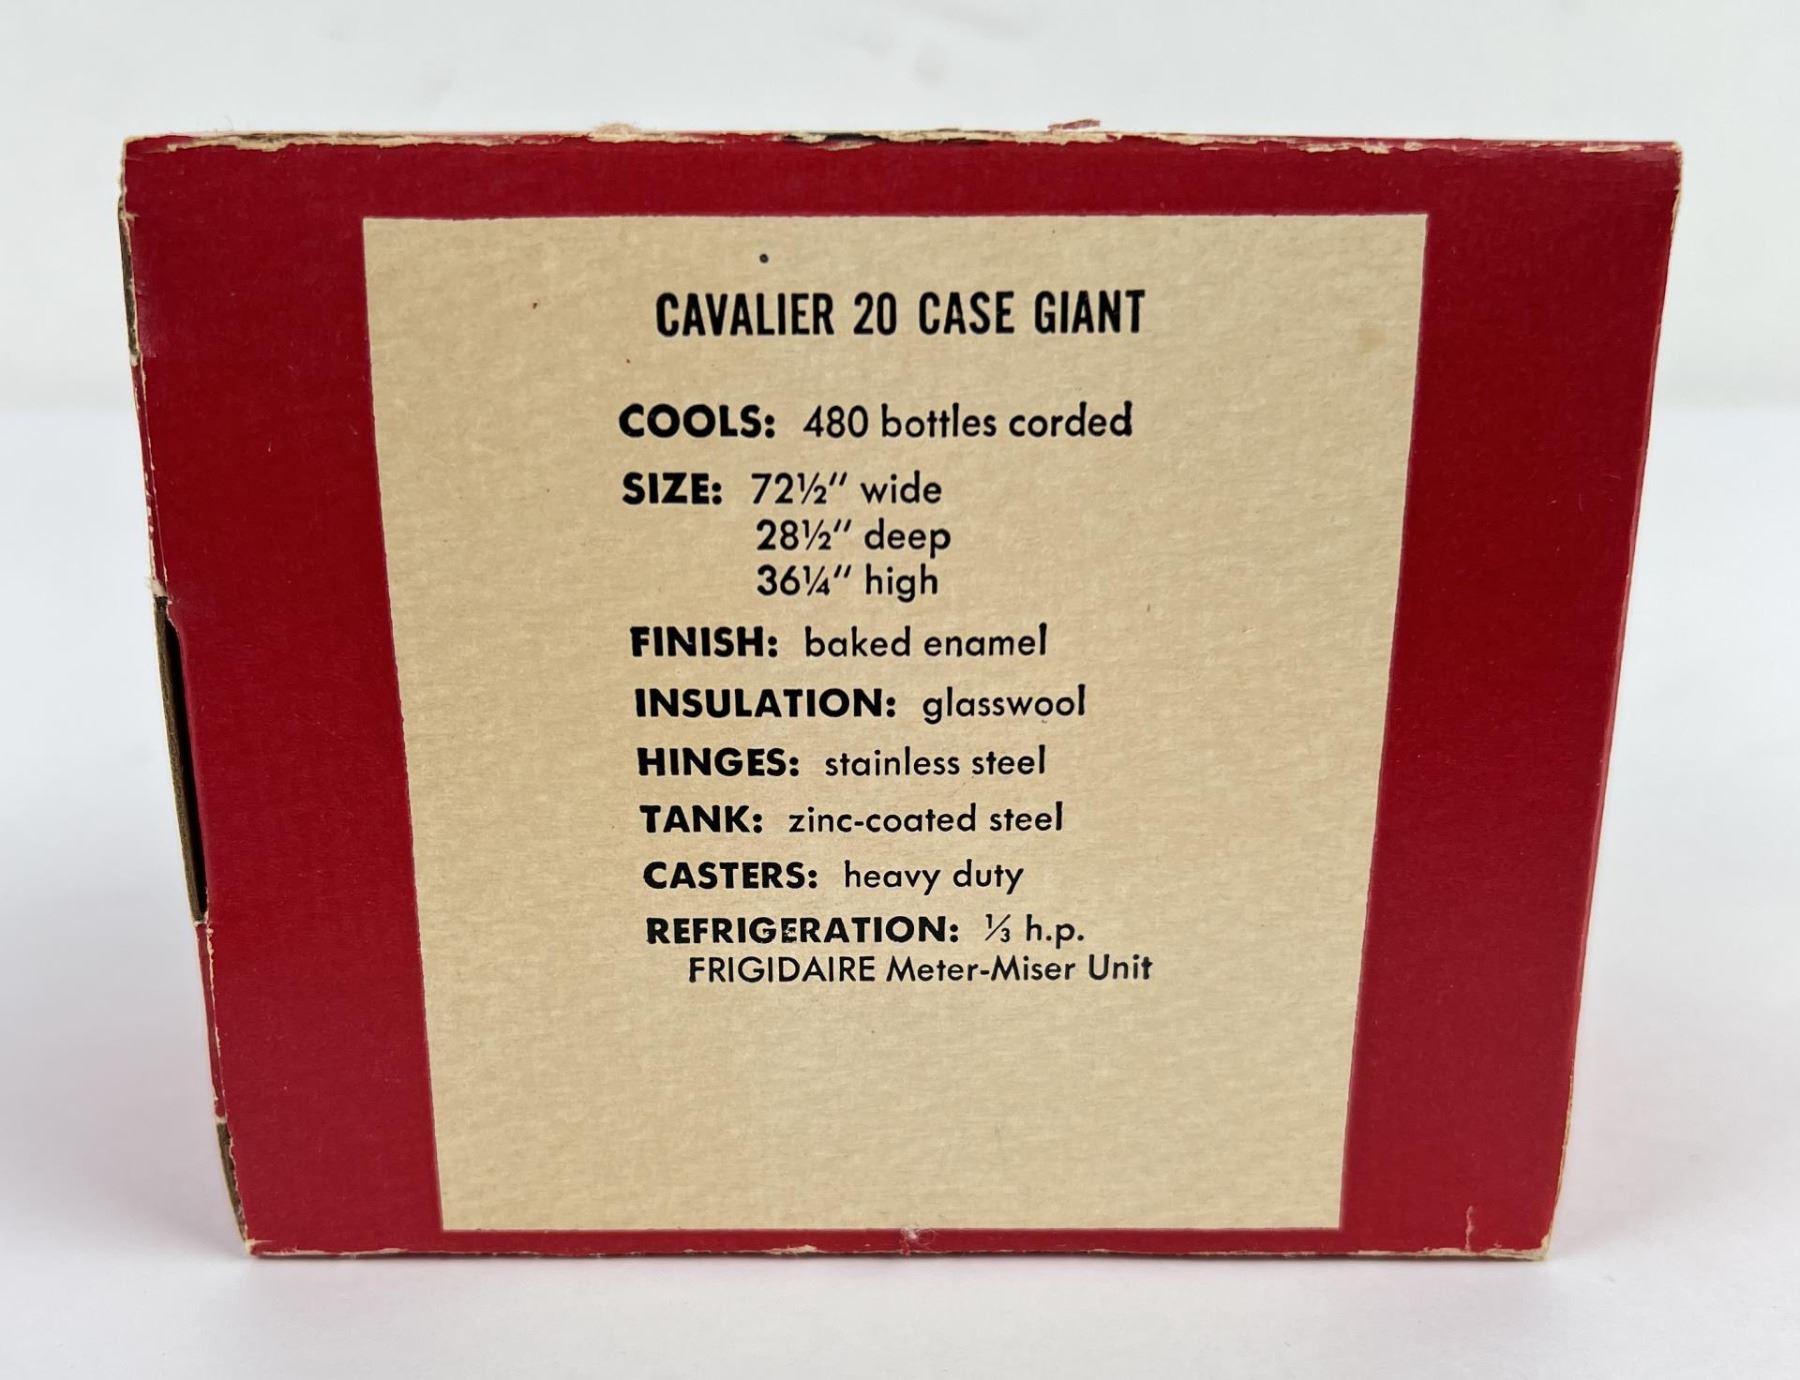 CAVALIER 20 CASE GIANT
COOLS: 480 bottles corded
SIZE: 72½" wide
28½" deep
36¼" high
FINISH: baked enamel
INSULATION: glasswool
HINGES: stainless steel
TANK: zinc-coated steel
CASTERS: heavy duty
REFRIGERATION: ⅓ h.p.
FRIGIDAIRE Meter-Miser Unit